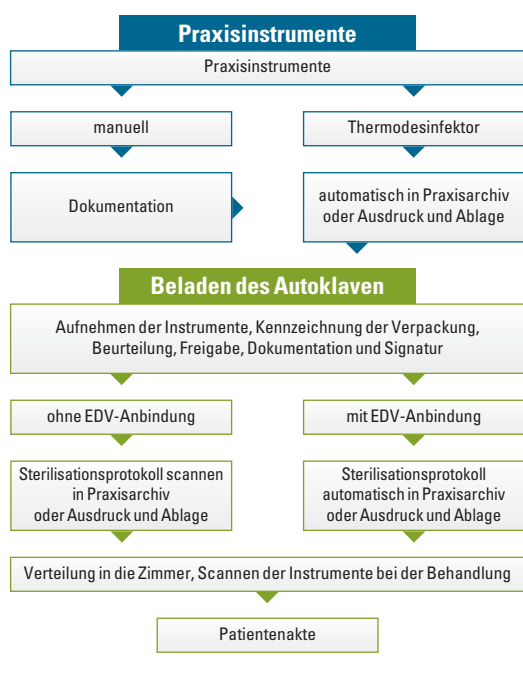 Praxisinstrumente
Praxisinstrumente
manuell
Thermodesinfektor
Dokumentation
automatisch in Praxisarchiv
oder Ausdruck und Ablage
Beladen des Autoklaven
Aufnehmen der Instrumente, Kennzeichnung der Verpackung,
Beurteilung, Freigabe, Dokumentation und Signatur
ohne EDV-Anbindung
mit EDV-Anbindung
Sterilisationsprotokoll scannen
in Praxisarchiv
oder Ausdruck und Ablage
Sterilisationsprotokoll
automatisch in Praxisarchiv
oder Ausdruck und Ablage
Verteilung in die Zimmer, Scannen der Instrumente bei der Behandlung
Patientenakte